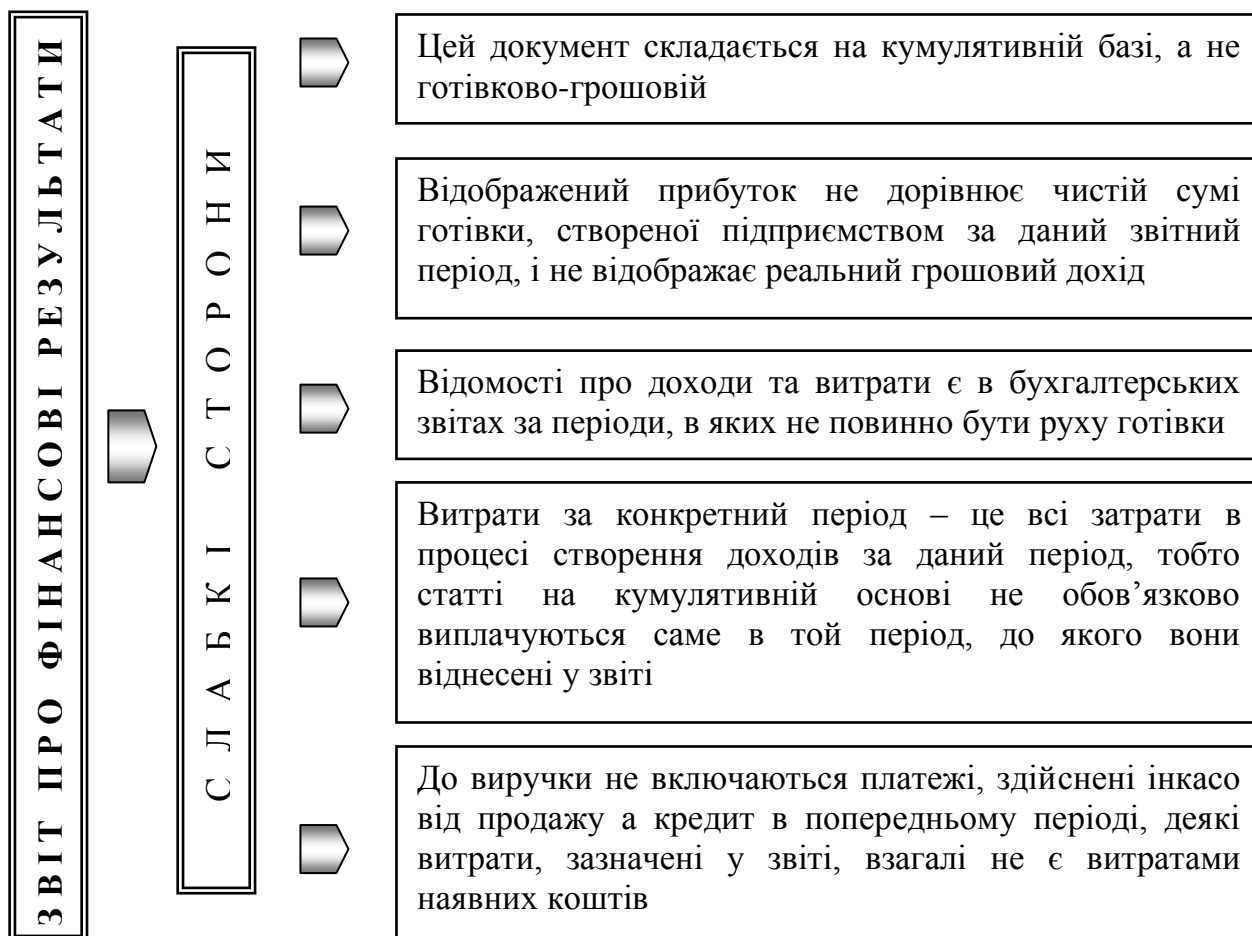 ЗВІТ ПРО ФІНАНСОВІ РЕЗУЛЬТАТИ
СЛАБКІ СТОРОНИ
Цей документ складається на кумулятивній базі, а не
готівково-грошовій
Відображений прибуток не дорівнює чистій сумі
готівки, створеної підприємством за даний звітний
період, і не відображає реальний грошовий дохід
Відомості про доходи та витрати є в бухгалтерських
звітах за періоди, в яких не повинно бути руху готівки
Витрати за конкретний період – це всі затрати в
процесі створення доходів за даний період, тобто
статті на кумулятивній основі не обов’язково
виплачуються саме в той період, до якого вони
віднесені у звіті
До виручки не включаються платежі, здійснені інкасо
від продажу а кредит в попередньому періоді, деякі
витрати, зазначені у звіті, взагалі не є витратами
наявних коштів